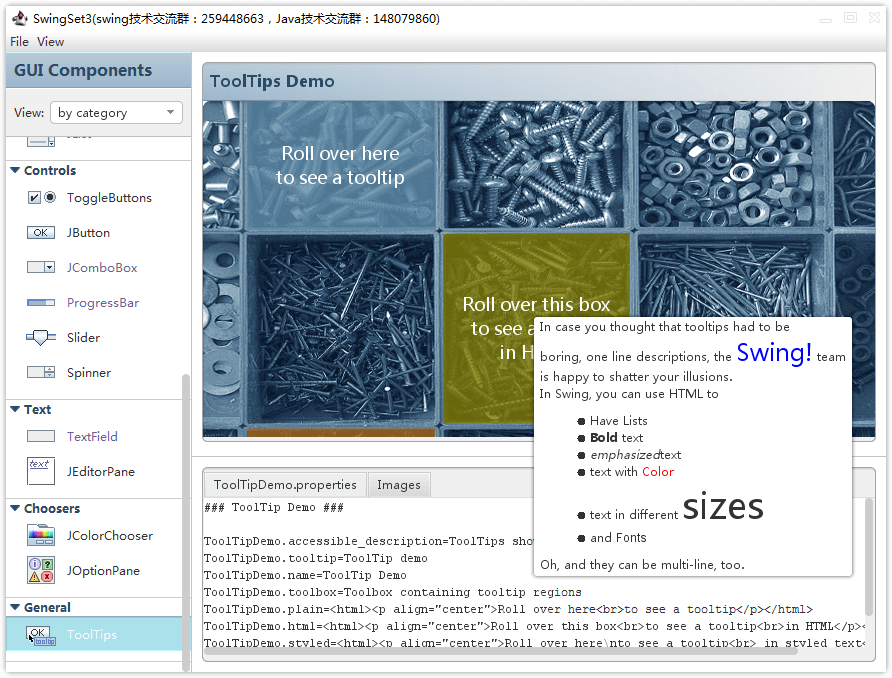 SwingSet3(swing技术交流群：259448663，Java技术交流群：148079860)
File View
GUI Components
View: by category
Controls
ToggleButtons
OK JButton
JComboBox
ProgressBar
Slider
Spinner
Text
TextField
text JEditorPane
Choosers
JColorChooser
JOptionPane
General
OK tooltip ToolTips
ToolTips Demo
Roll over here
to see a tooltip
Roll over this box
to see a
in H
In case you thought that tooltips had to be
boring, one line descriptions, the Swing! team
is happy to shatter your illusions.
In Swing, you can use HTML to
● Have Lists
● Bold text
● emphasizedtext
● text with Color
● text in different sizes
● and Fonts
Oh, and they can be multi-line, too.
ToolTipDemo.properties Images
### ToolTip Demo ###
ToolTipDemo.accessible_description=ToolTips sho
ToolTipDemo.tooltip=ToolTip demo
ToolTipDemo.name=ToolTip Demo
ToolTipDemo.toolbox=Toolbox containing tooltip regions
ToolTipDemo.plain=<html><p align="center">Roll over here<br>to see a tooltip</p></html>
ToolTipDemo.html=<html><p align="center">Roll over this box<br>to see a tooltip<br>in HTML</p><
ToolTipDemo.styled=<html><p align="center">Roll over here\nto see a tooltip<br> in styled text<